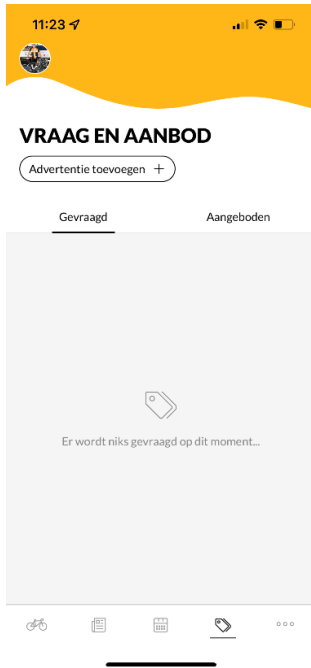 11:23
VRAAG EN AANBOD
Advertentie toevoegen +
Gevraagd
Aangeboden
Er wordt niks gevraagd op dit moment...